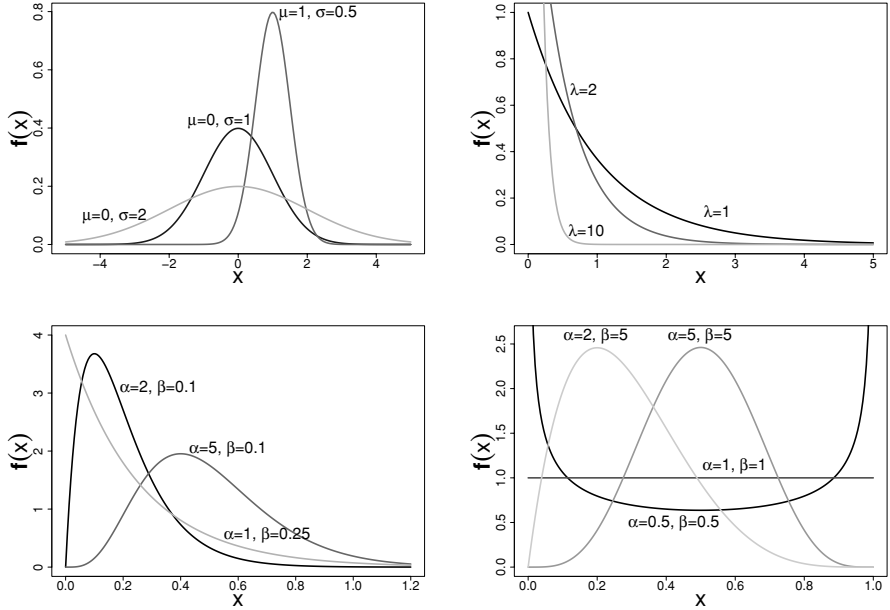 f(x)
0.8
0.6
0.4
0.2
0.0
μ=1, σ=0.5
μ=0, σ=1
μ=0, σ=2
−4 −2 0 2 4
x
f(x)
1.0
0.8
0.6
0.4
0.2
0.0
λ=2
λ=1
λ=10
0 1 2 3 4 5
x
f(x)
4
3
2
1
0
α=2, β=0.1
α=5, β=0.1
α=1, β=0.25
0.0 0.2 0.4 0.6 0.8 1.0 1.2
x
f(x)
2.5
2.0
1.5
1.0
0.5
0.0
α=2, β=5
α=5, β=5
α=1, β=1
α=0.5, β=0.5
0.0 0.2 0.4 0.6 0.8 1.0
x